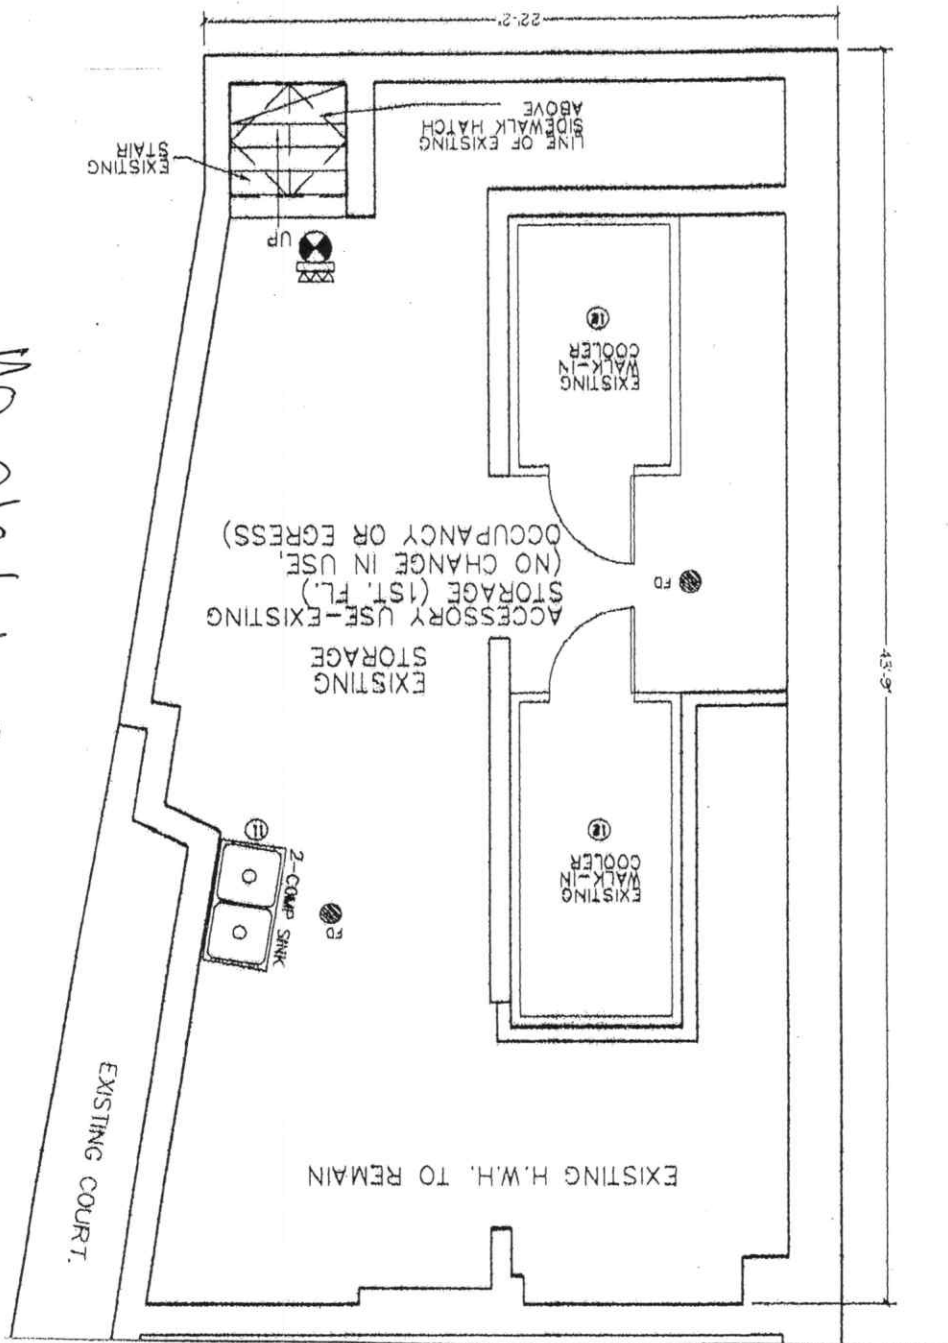 EXISTING H.W.H. TO REMAIN
EXISTING COURT.
EXISTING
WALK-IN
COOLER
2-COMP SINK
11
FD
EXISTING
STORAGE
ACCESSORY USE-EXISTING
STORAGE (1ST. FL.)
(NO CHANGE IN USE,
OCCUPANCY OR EGRESS)
43'-9"
FD
EXISTING
WALK-IN
COOLER
UP
EXISTING
STAIR
LINE OF EXISTING
SIDEWALK HATCH
ABOVE
22'-2"